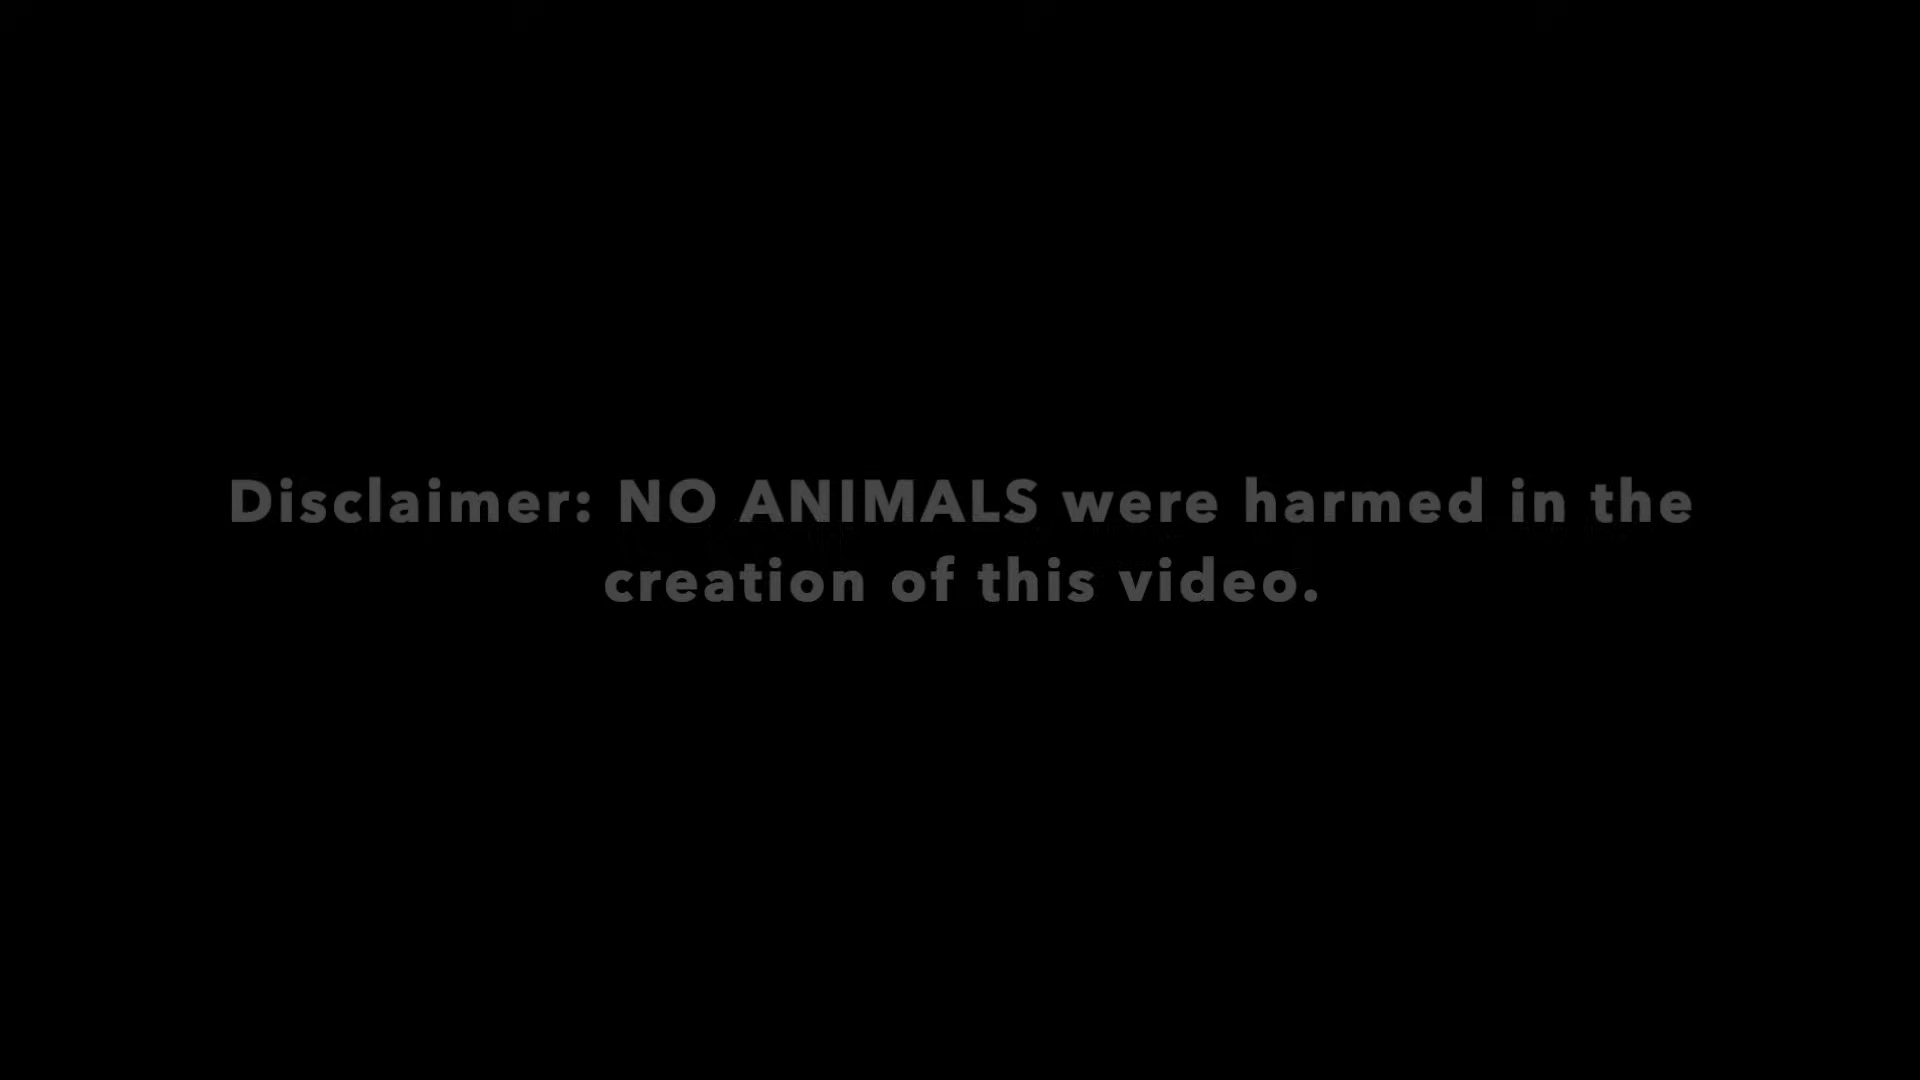 Disclaimer: NO ANIMALS were harmed in the
creation of this video.